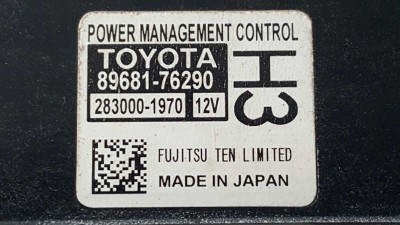 POWER MANAGEMENT CONTROL
TOYOTA
89681-76290
283000-1970 12V
H3
FUJITSU TEN LIMITED
MADE IN JAPAN